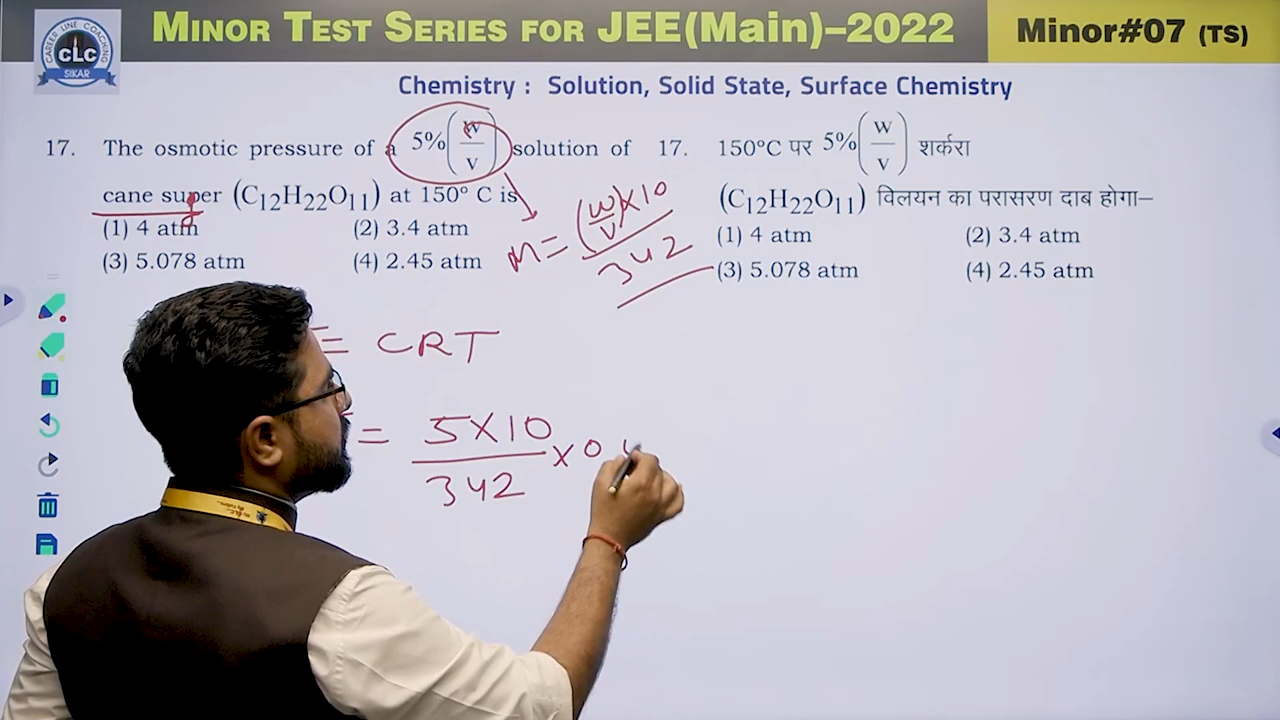 CAREER LINE COACHING
CLC
SIKAR
MINOR TEST SERIES FOR JEE(MAIN)-2022
Minor#07 (TS)
Chemistry : Solution, Solid State, Surface Chemistry
17. The osmotic pressure of a 5%(w/v) solution of
cane super (C₁₂H₂₂O₁₁) at 150° C is
(1) 4 atm (2) 3.4 atm
(3) 5.078 atm (4) 2.45 atm
17. 150°C पर 5%(w/v) शर्करा
(C₁₂H₂₂O₁₁) विलयन का परासरण दाब होगा–
(1) 4 atm (2) 3.4 atm
(3) 5.078 atm (4) 2.45 atm
M = (w/v)×10
342
g
= CRT
= 5×10 × 0
342